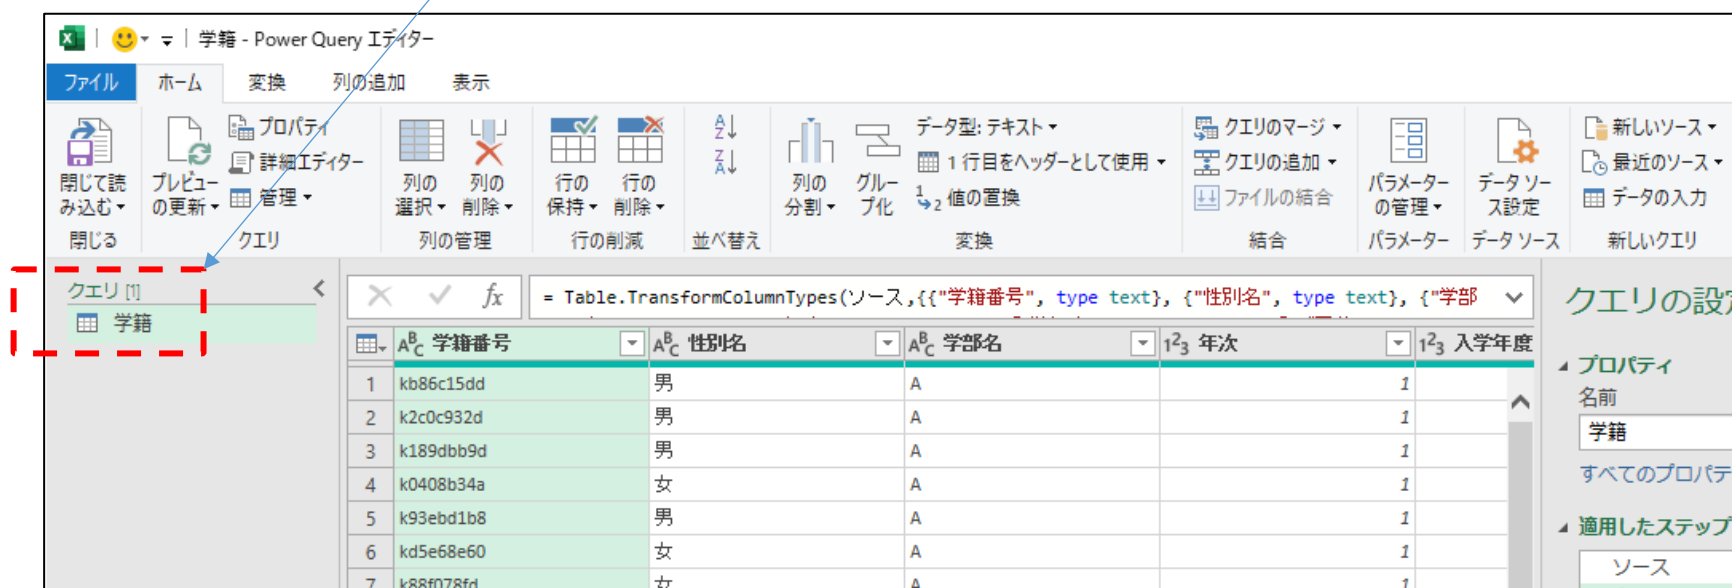 学籍 - Power Query エディター
ファイル ホーム 変換 列の追加 表示
閉じて読み込む
閉じる
プレビューの更新
プロパティ
詳細エディター
管理
クエリ
列の選択
列の削除
列の管理
行の保持
行の削除
行の削減
並べ替え
列の分割
グループ化
データ型: テキスト
1 行目をヘッダーとして使用
値の置換
変換
クエリのマージ
クエリの追加
ファイルの結合
結合
パラメーターの管理
パラメーター
データ ソース設定
データ ソース
新しいソース
最近のソース
データの入力
新しいクエリ
クエリ [1]
学籍
fx
= Table.TransformColumnTypes(ソース,{{"学籍番号", type text}, {"性別名", type text}, {"学部
ABC 学籍番号 ABC 性別名 ABC 学部名 123 年次 123 入学年度
1 kb86c15dd 男 A 1
2 k2c0c932d 男 A 1
3 k189dbb9d 男 A 1
4 k0408b34a 女 A 1
5 k93ebd1b8 男 A 1
6 kd5e68e60 女 A 1
7 k88f078fd 女 A 1
クエリの設定
プロパティ
名前
学籍
すべてのプロパテ
適用したステップ
ソース